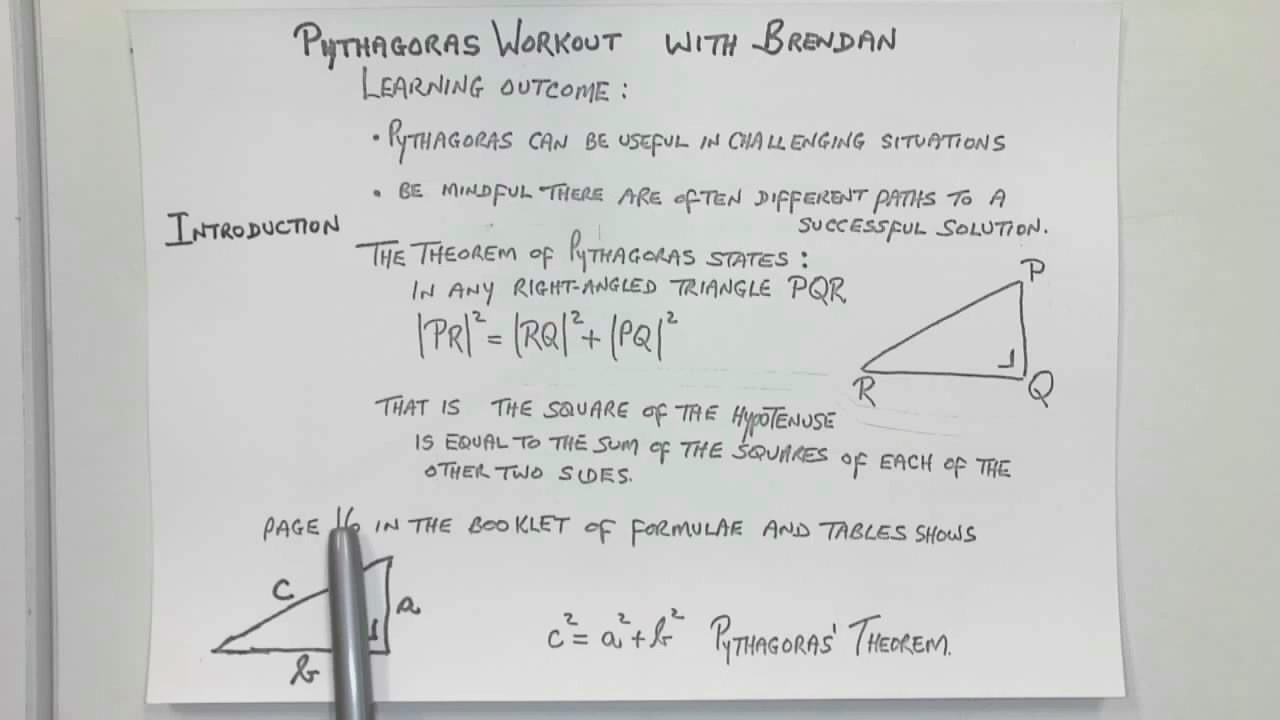 PYTHAGORAS WORKOUT WITH BRENDAN
LEARNING OUTCOME:
• PYTHAGORAS CAN BE USEFUL IN CHALLENGING SITUATIONS
• BE MINDFUL THERE ARE OFTEN DIFFERENT PATHS TO A
SUCCESSFUL SOLUTION.
INTRODUCTION
THE THEOREM OF PYTHAGORAS STATES:
IN ANY RIGHT-ANGLED TRIANGLE PQR
|PR|² = |RQ|² + |PQ|²
P
R
Q
THAT IS THE SQUARE OF THE HYPOTENUSE
IS EQUAL TO THE SUM OF THE SQUARES OF EACH OF THE
OTHER TWO SIDES.
PAGE 16 IN THE BOOKLET OF FORMULAE AND TABLES SHOWS
c
a
b
c² = a² + b² PYTHAGORAS' THEOREM.